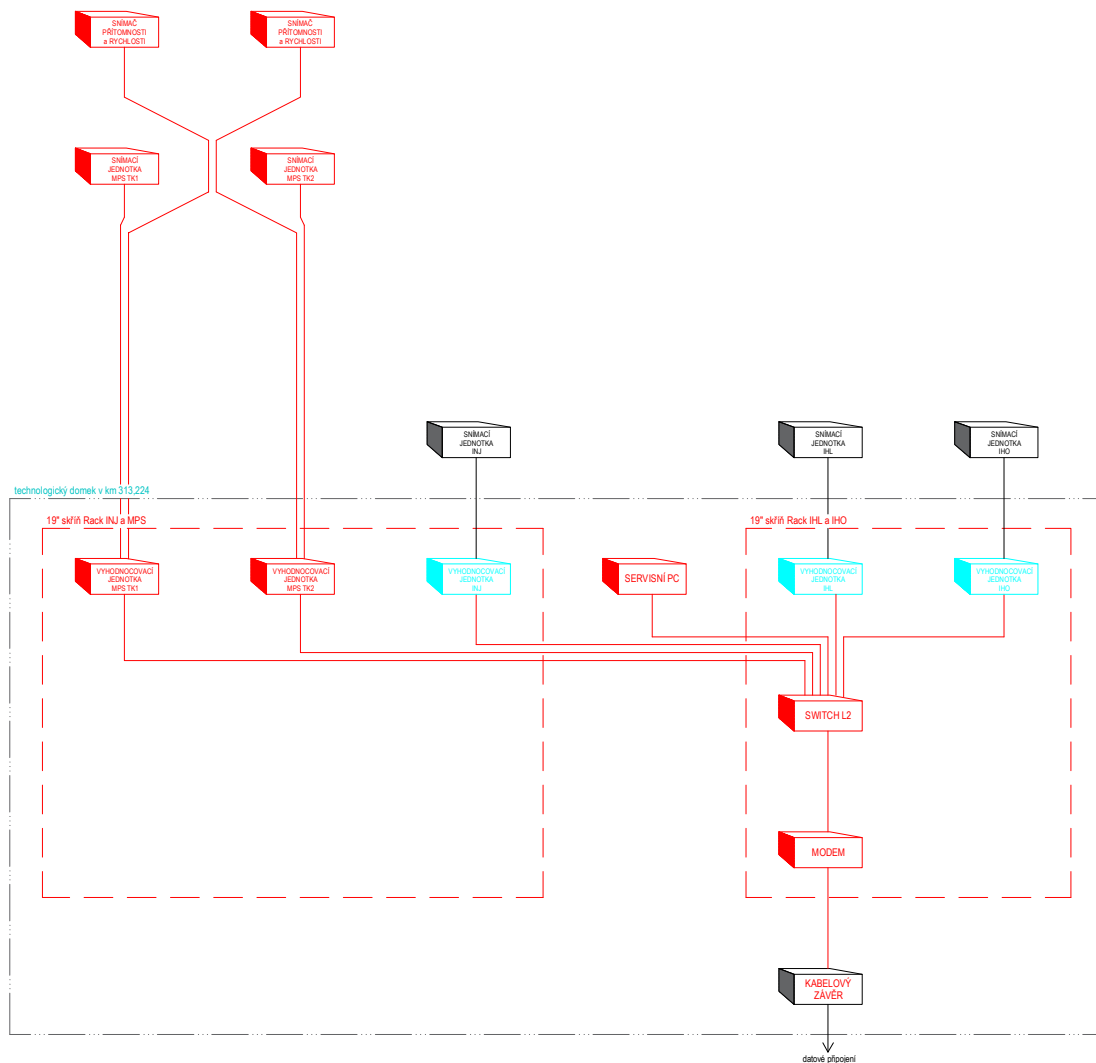 SNÍMAČ
PŘÍTOMNOSTI
a RYCHLOSTI
SNÍMAČ
PŘÍTOMNOSTI
a RYCHLOSTI
SNÍMACÍ
JEDNOTKA
MPS TK1
SNÍMACÍ
JEDNOTKA
MPS TK2
SNÍMACÍ
JEDNOTKA
INJ
SNÍMACÍ
JEDNOTKA
IHL
SNÍMACÍ
JEDNOTKA
IHO
technologický domek v km 313,224
19" skříň Rack INJ a MPS
19" skříň Rack IHL a IHO
VYHODNOCOVACÍ
JEDNOTKA
MPS TK1
VYHODNOCOVACÍ
JEDNOTKA
MPS TK2
VYHODNOCOVACÍ
JEDNOTKA
INJ
SERVISNÍ PC
VYHODNOCOVACÍ
JEDNOTKA
IHL
VYHODNOCOVACÍ
JEDNOTKA
IHO
SWITCH L2
MODEM
KABELOVÝ
ZÁVĚR
datové připojení